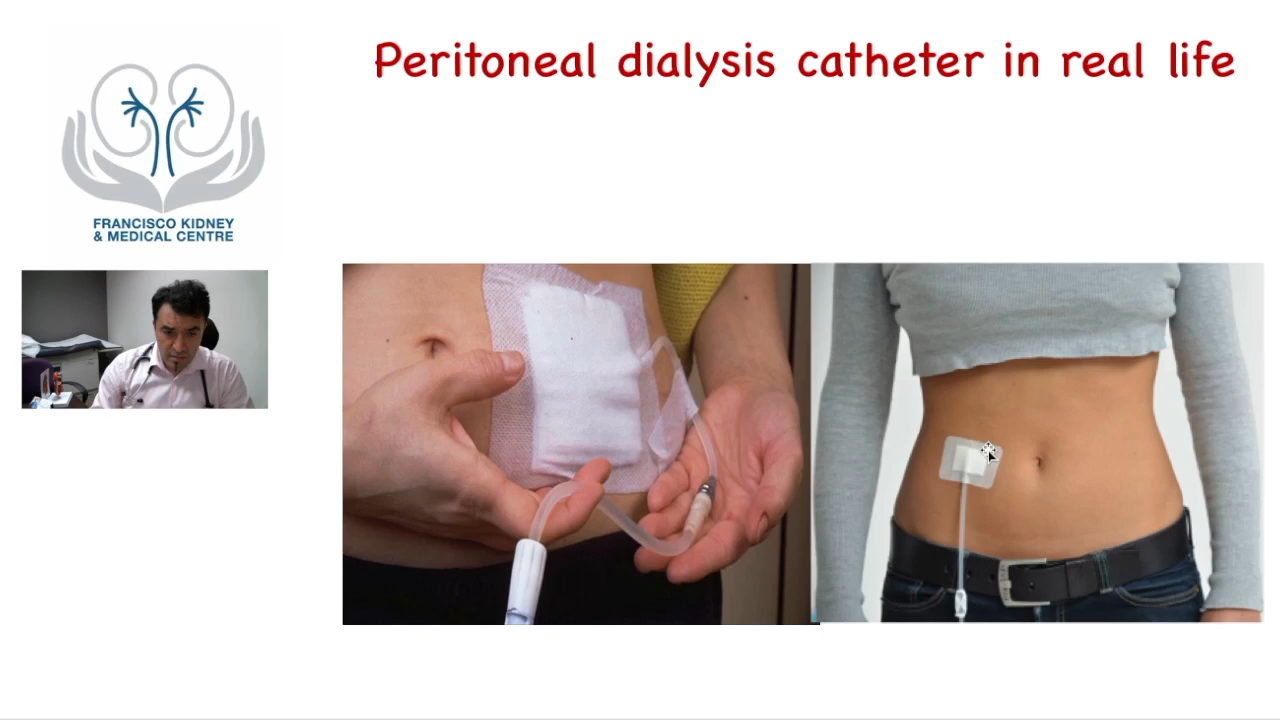 Peritoneal dialysis catheter in real life
FRANCISCO KIDNEY
& MEDICAL CENTRE